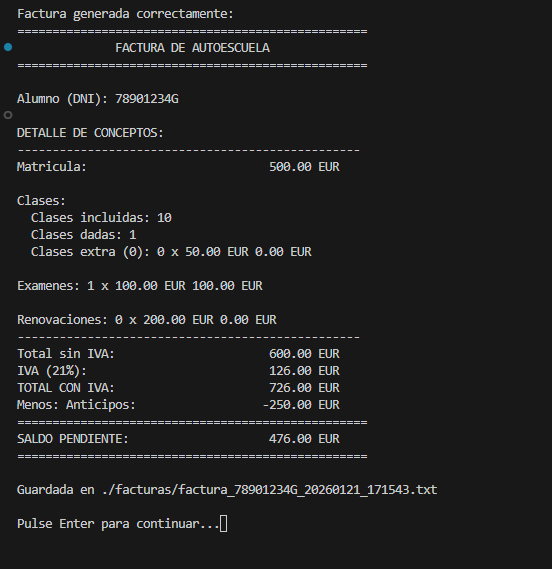 Factura generada correctamente:
==================================================
FACTURA DE AUTOESCUELA
==================================================
Alumno (DNI): 78901234G
DETALLE DE CONCEPTOS:
-------------------------------------------------
Matricula: 500.00 EUR
Clases:
Clases incluidas: 10
Clases dadas: 1
Clases extra (0): 0 x 50.00 EUR 0.00 EUR
Examenes: 1 x 100.00 EUR 100.00 EUR
Renovaciones: 0 x 200.00 EUR 0.00 EUR
-------------------------------------------------
Total sin IVA: 600.00 EUR
IVA (21%): 126.00 EUR
TOTAL CON IVA: 726.00 EUR
Menos: Anticipos: -250.00 EUR
==================================================
SALDO PENDIENTE: 476.00 EUR
==================================================
Guardada en ./facturas/factura_78901234G_20260121_171543.txt
Pulse Enter para continuar...